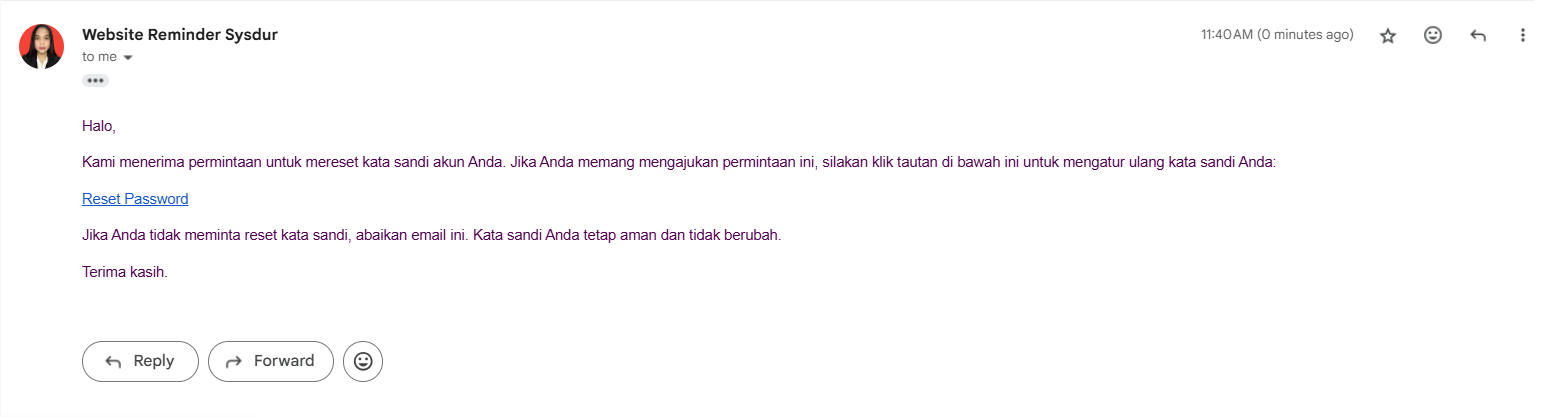 Website Reminder Sysdur
11:40 AM (0 minutes ago)
to me
Halo,
Kami menerima permintaan untuk mereset kata sandi akun Anda. Jika Anda memang mengajukan permintaan ini, silakan klik tautan di bawah ini untuk mengatur ulang kata sandi Anda:
Reset Password
Jika Anda tidak meminta reset kata sandi, abaikan email ini. Kata sandi Anda tetap aman dan tidak berubah.
Terima kasih.
Reply
Forward